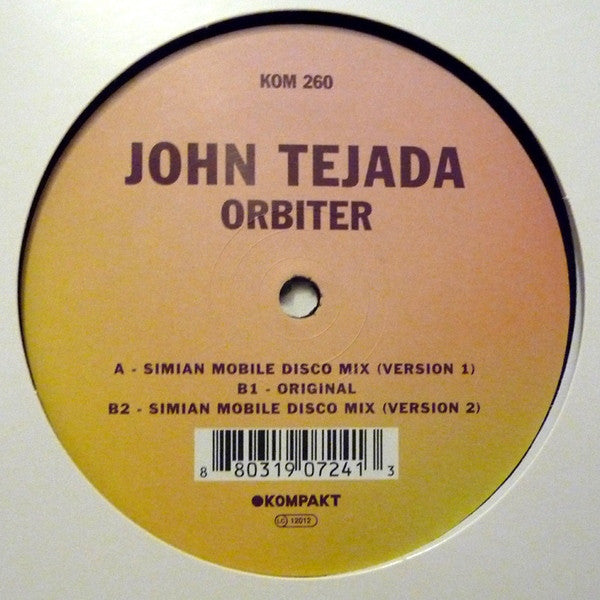 KOM 260
JOHN TEJADA
ORBITER
A - SIMIAN MOBILE DISCO MIX (VERSION 1)
B1 - ORIGINAL
B2 - SIMIAN MOBILE DISCO MIX (VERSION 2)
8 80319 07241 3
KOMPAKT
LC 12012